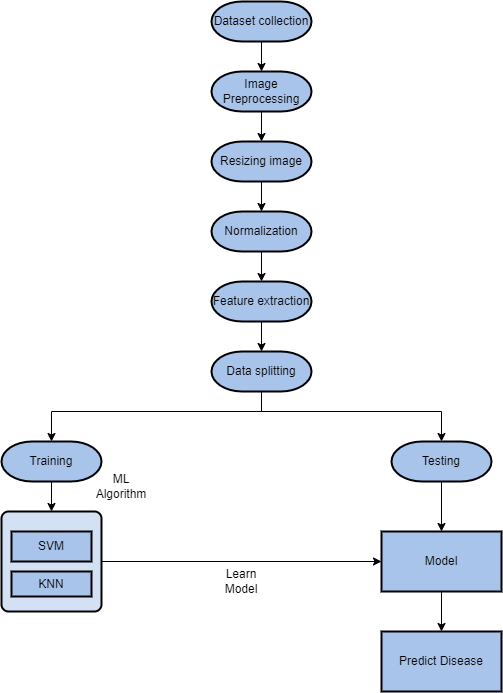 Dataset collection
Image
Preprocessing
Resizing image
Normalization
Feature extraction
Data splitting
Training
Testing
ML
Algorithm
SVM
KNN
Learn
Model
Model
Predict Disease